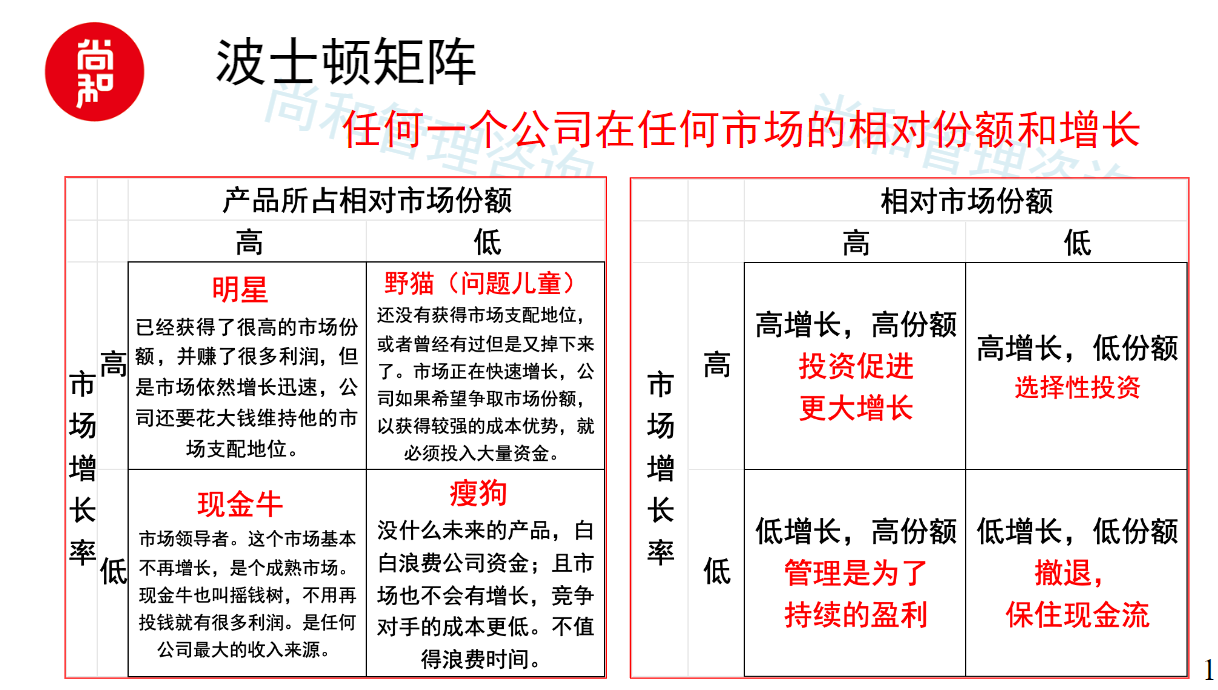 尚和
波士顿矩阵
尚和管理咨询
尚和管理咨询
任何一个公司在任何市场的相对份额和增长
产品所占相对市场份额
高
低
市场增长率
高
明星
已经获得了很高的市场份
额，并赚了很多利润，但
是市场依然增长迅速，公
司还要花大钱维持他的市
场支配地位。
野猫（问题儿童）
还没有获得市场支配地位，
或者曾经有过但是又掉下来
了。市场正在快速增长，公
司如果希望争取市场份额，
以获得较强的成本优势，就
必须投入大量资金。
低
现金牛
市场领导者。这个市场基本
不再增长，是个成熟市场。
现金牛也叫摇钱树，不用再
投钱就有很多利润。是任何
公司最大的收入来源。
瘦狗
没什么未来的产品，白
白浪费公司资金；且市
场也不会有增长，竞争
对手的成本更低。不值
得浪费时间。
相对市场份额
高
低
市场增长率
高
高增长，高份额
投资促进
更大增长
高增长，低份额
选择性投资
低
低增长，高份额
管理是为了
持续的盈利
低增长，低份额
撤退，
保住现金流
1